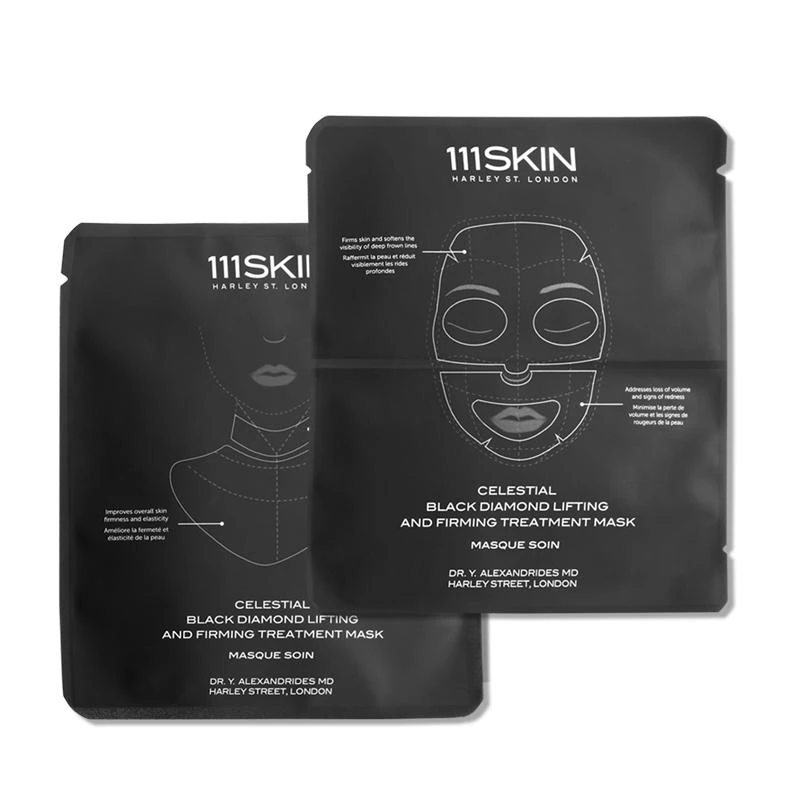 111SKIN
HARLEY ST. LONDON
Firms skin and softens the
visibility of deep frown lines
Raffermit la peau et réduit
visiblement les rides
profondes
Addresses loss of volume
and signs of redness
Minimise la perte de
volume et les signes de
rougeurs de la peau
CELESTIAL
BLACK DIAMOND LIFTING
AND FIRMING TREATMENT MASK
MASQUE SOIN
DR. Y. ALEXANDRIDES MD
HARLEY STREET, LONDON
111SKI
HARLEY ST. LON
Improves overall skin
firmness and elasticity
Améliore la fermeté et
élasticité de la peau
CELESTIAL
BLACK DIAMOND LIFTING
AND FIRMING TREATMENT MASK
MASQUE SOIN
DR. Y. ALEXANDRIDES MD
HARLEY STREET, LONDON